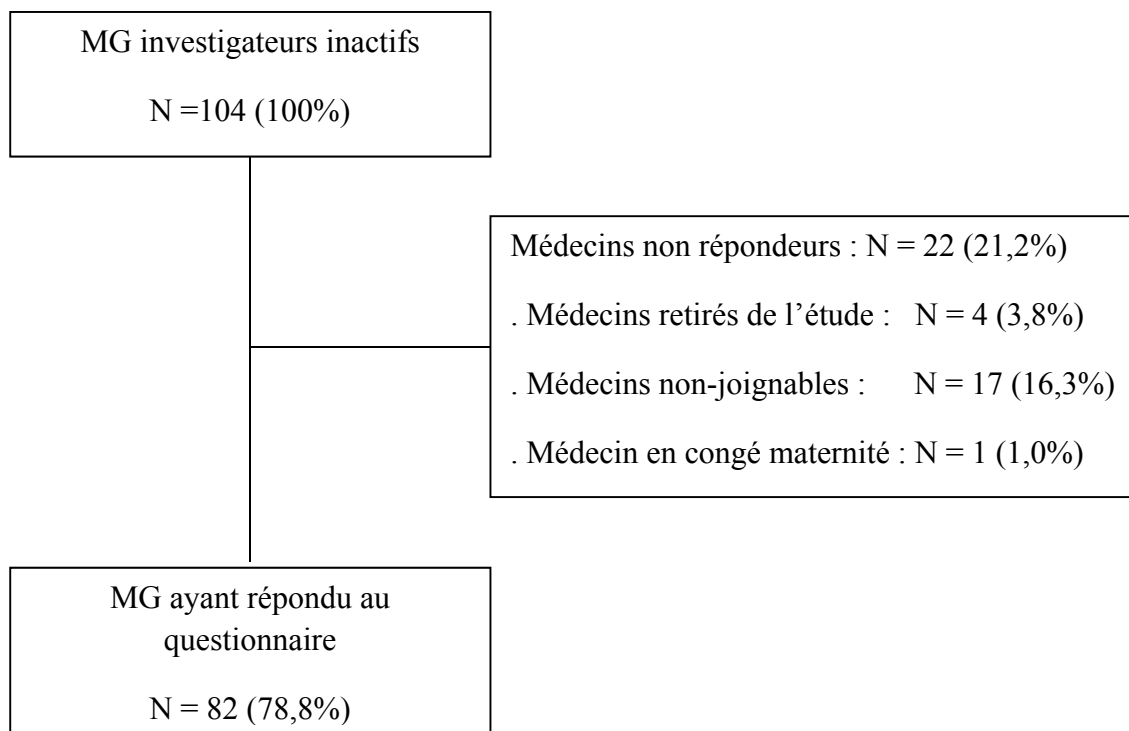 MG investigateurs inactifs
N =104 (100%)
Médecins non répondeurs : N = 22 (21,2%)
. Médecins retirés de l’étude : N = 4 (3,8%)
. Médecins non-joignables : N = 17 (16,3%)
. Médecin en congé maternité : N = 1 (1,0%)
MG ayant répondu au
questionnaire
N = 82 (78,8%)